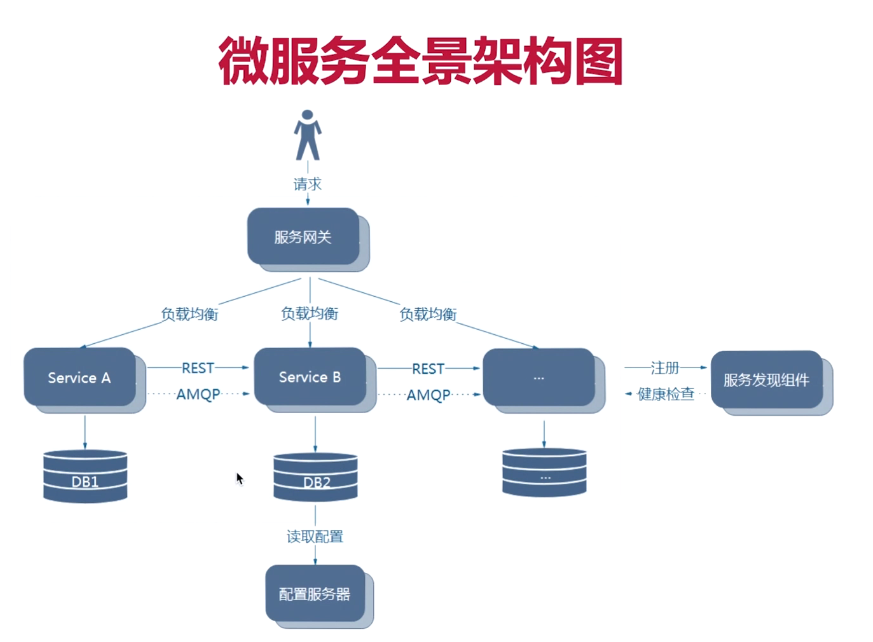 微服务全景架构图
请求
服务网关
负载均衡 负载均衡 负载均衡
Service A
REST
AMQP
Service B
REST
AMQP
...
注册
健康检查
服务发现组件
DB1
DB2
...
读取配置
配置服务器